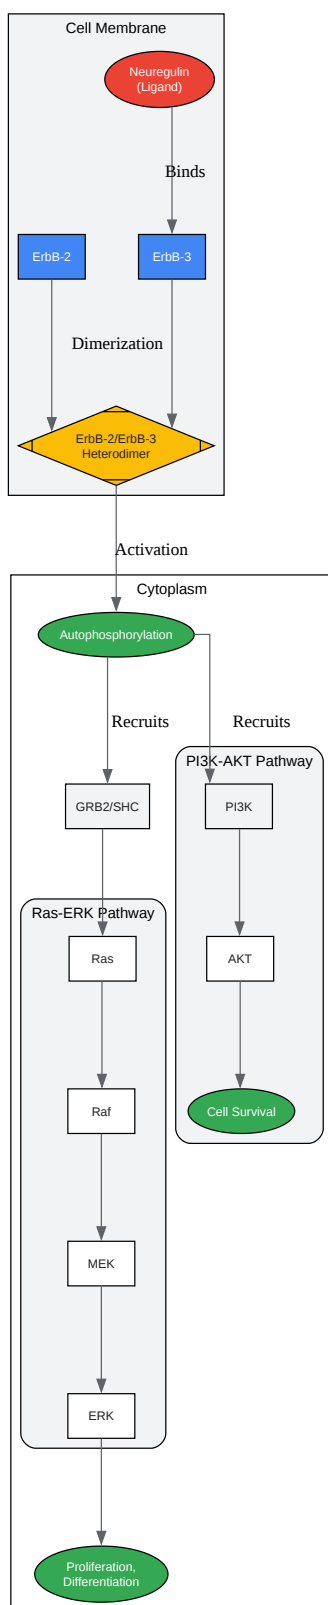 Cell Membrane
Neuregulin
(Ligand)
Binds
ErbB-2
ErbB-3
Dimerization
ErbB-2/ErbB-3
Heterodimer
Activation
Cytoplasm
Autophosphorylation
Recruits
Recruits
PI3K-AKT Pathway
GRB2/SHC
PI3K
Ras-ERK Pathway
Ras
AKT
Raf
Cell Survival
MEK
ERK
Proliferation,
Differentiation